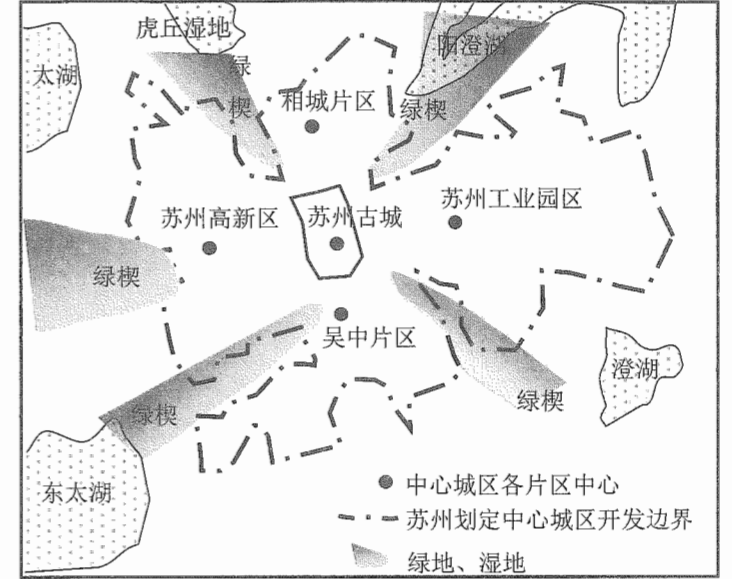 虎丘湿地
阳澄湖
太湖
绿
楔
相城片区
绿楔
苏州高新区
苏州古城
苏州工业园区
绿楔
吴中片区
澄湖
绿楔
绿楔
东太湖
中心城区各片区中心
苏州划定中心城区开发边界
绿地、湿地